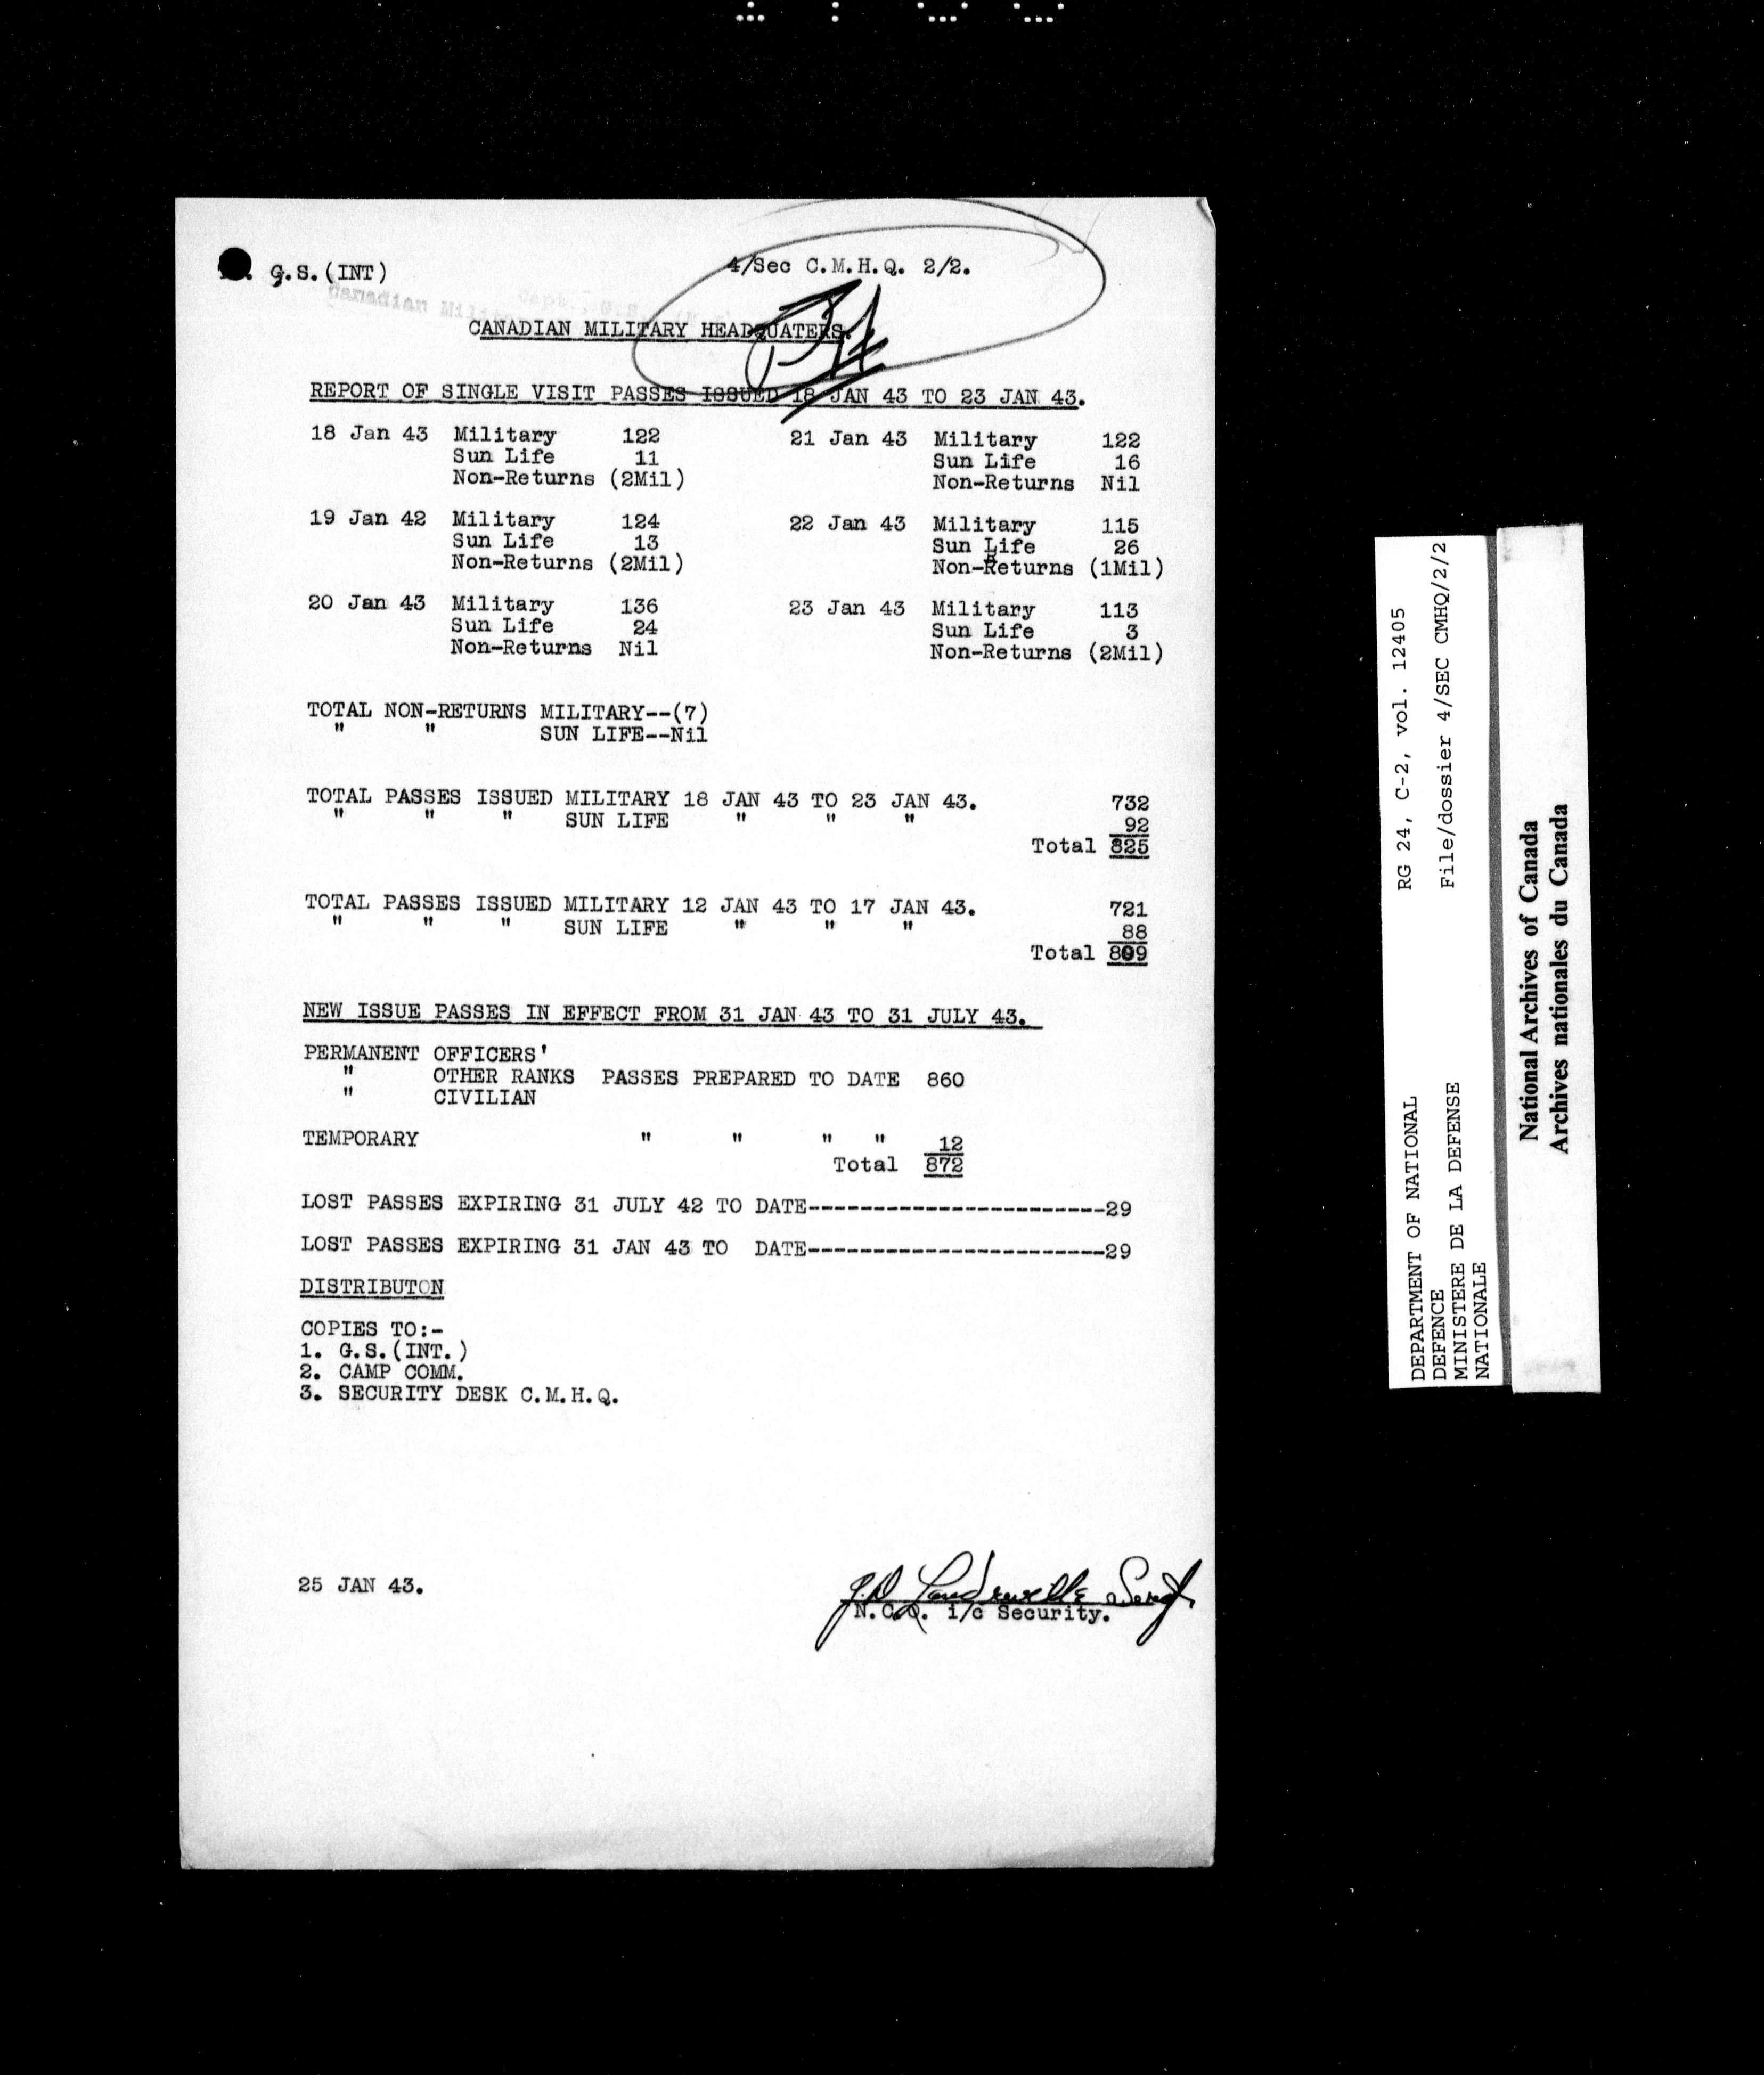 G.S.(INT)
4/Sec C.M.H.Q. 2/2.
Canadian
Capt.
CANADIAN MILITARY HEADQUATERS.
REPORT OF SINGLE VISIT PASSES ISSUED 18 JAN 43 TO 23 JAN 43.
18 Jan 43 Military 122
Sun Life 11
Non-Returns (2Mil)
19 Jan 42 Military 124
Sun Life 13
Non-Returns (2Mil)
20 Jan 43 Military 136
Sun Life 24
Non-Returns Nil
21 Jan 43 Military 122
Sun Life 16
Non-Returns Nil
22 Jan 43 Military 115
Sun Life 26
Non-Returns (1Mil)
23 Jan 43 Military 113
Sun Life 3
Non-Returns (2Mil)
TOTAL NON-RETURNS MILITARY--(7)
" " SUN LIFE--Nil
TOTAL PASSES ISSUED MILITARY 18 JAN 43 TO 23 JAN 43. 732
" " " SUN LIFE " " " 92
Total 825
TOTAL PASSES ISSUED MILITARY 12 JAN 43 TO 17 JAN 43. 721
" " " SUN LIFE " " " 88
Total 809
NEW ISSUE PASSES IN EFFECT FROM 31 JAN 43 TO 31 JULY 43.
PERMANENT OFFICERS'
" OTHER RANKS PASSES PREPARED TO DATE 860
" CIVILIAN
TEMPORARY " " " " 12
Total 872
LOST PASSES EXPIRING 31 JULY 42 TO DATE-----------------------29
LOST PASSES EXPIRING 31 JAN 43 TO DATE-----------------------29
DISTRIBUTON
COPIES TO:-
1. G.S.(INT.)
2. CAMP COMM.
3. SECURITY DESK C.M.H.Q.
25 JAN 43.
N.C.O. i/c Security.
RG 24, C-2, vol. 12405
File/dossier 4/SEC CMHQ/2/2
DEPARTMENT OF NATIONAL
DEFENCE
MINISTERE DE LA DEFENSE
NATIONALE
National Archives of Canada
Archives nationales du Canada